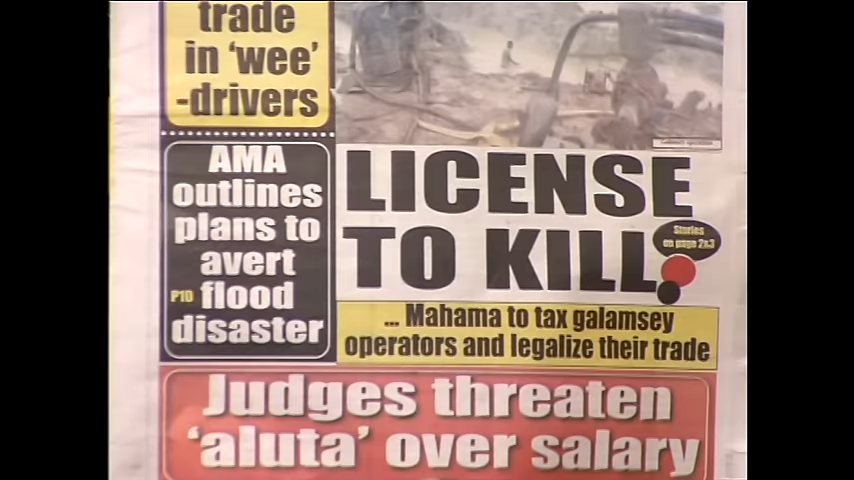 trade
in 'wee'
-drivers
AMA
outlines
plans to
avert
P10 flood
disaster
LICENSE
TO KILL
Stories
on page 2&3
... Mahama to tax galamsey
operators and legalize their trade
Judges threaten
'aluta' over salary